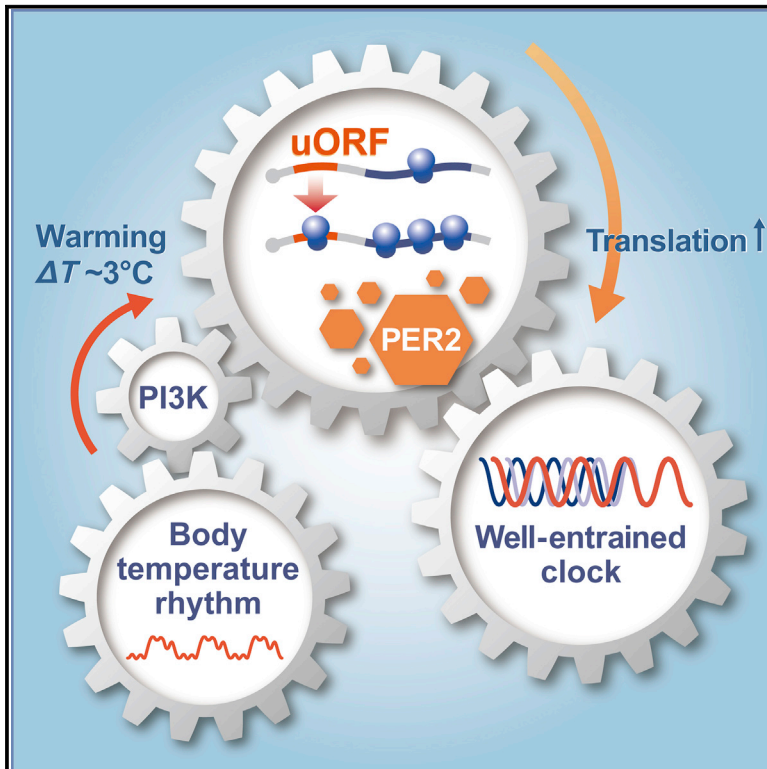 uORF
Warming
ΔT ~3°C
Translation↑
PER2
PI3K
Body
temperature
rhythm
Well-entrained
clock